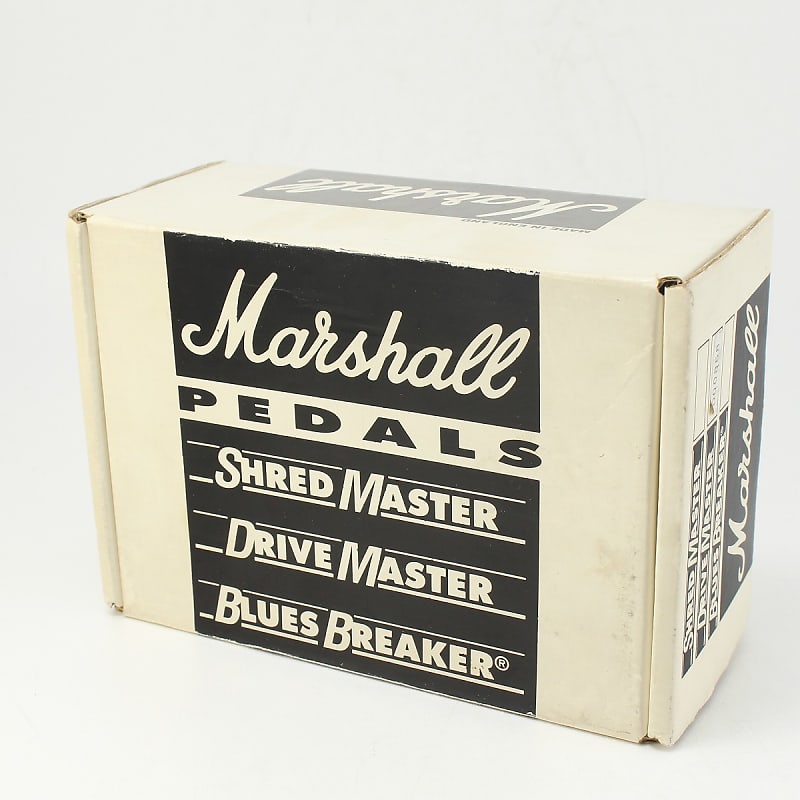 Marshall
MADE IN ENGLAND
Marshall
PEDALS
SHRED MASTER
DRIVE MASTER
BLUES BREAKER®
SHRED MASTER
DRIVE MASTER
BLUES BREAKER®
Marshall